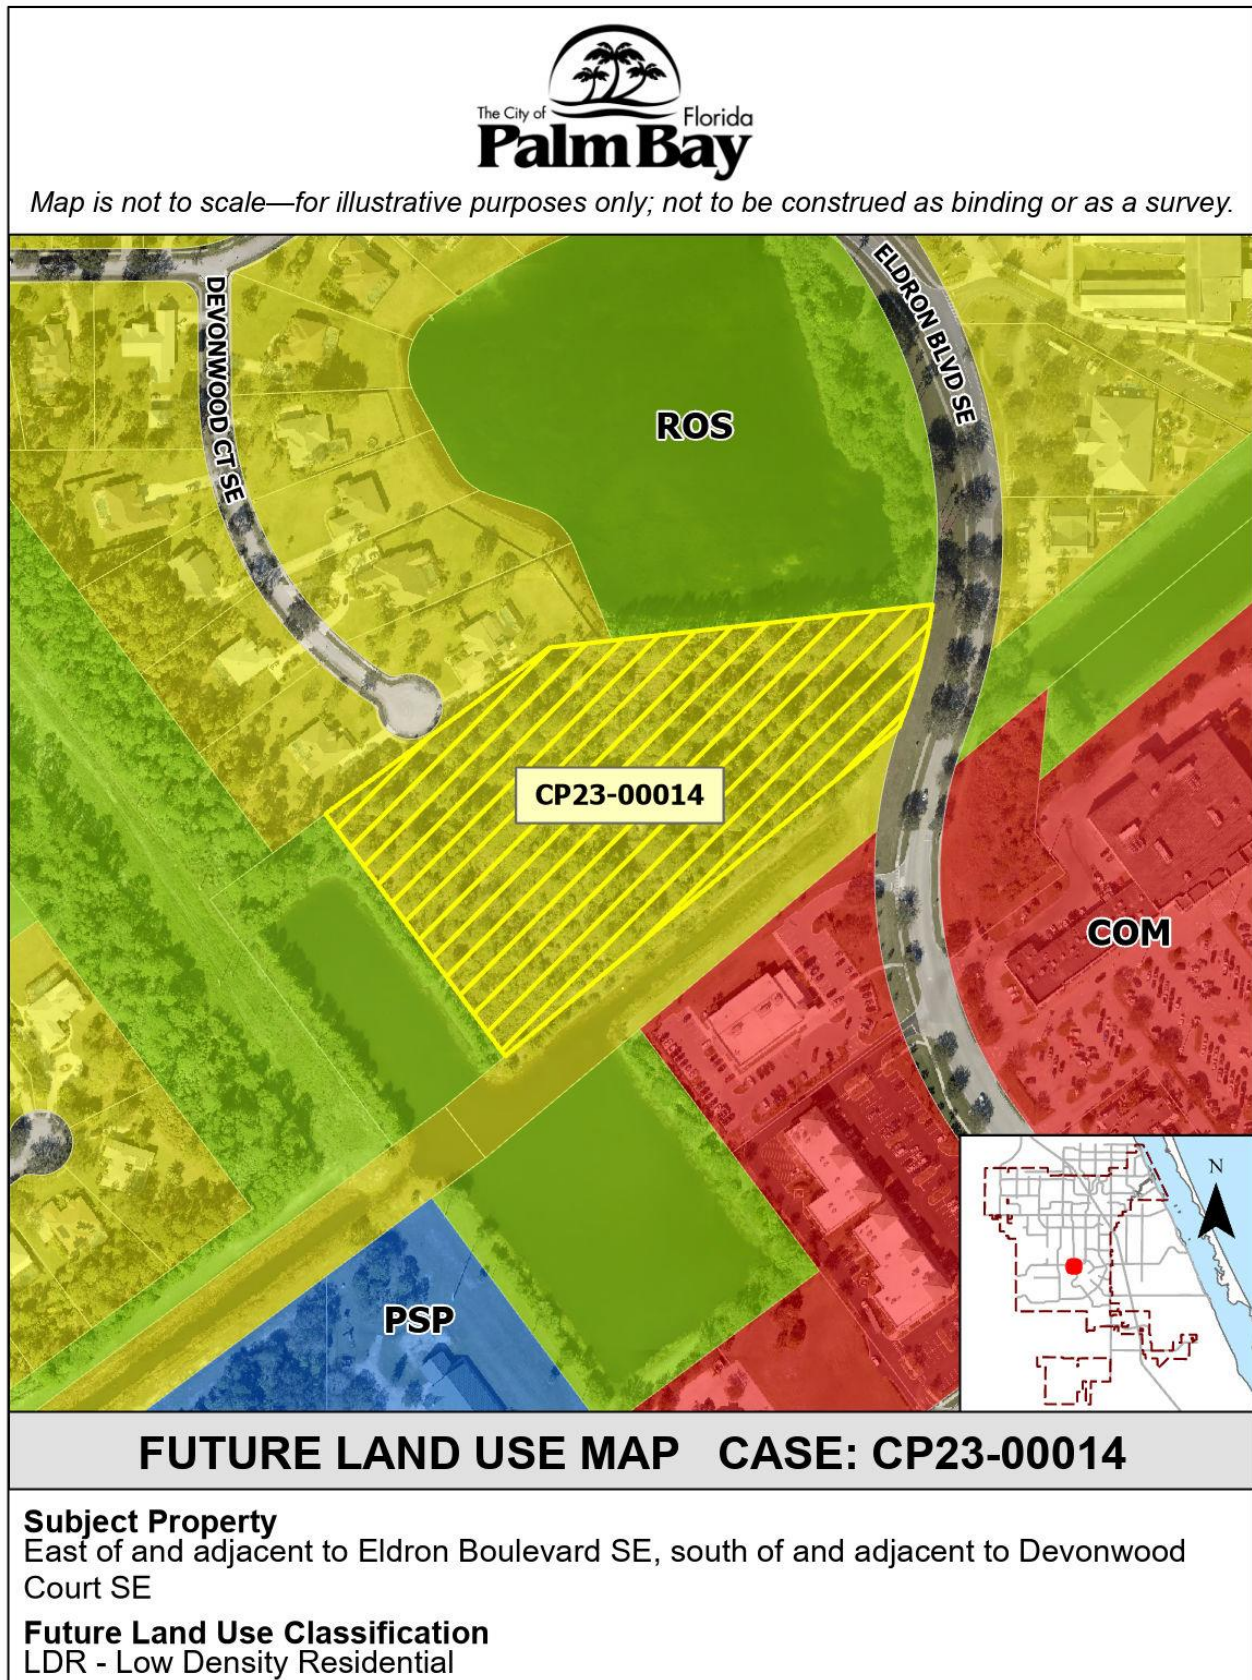 The City of Florida
Palm Bay
Map is not to scale—for illustrative purposes only; not to be construed as binding or as a survey.
DEVONWOOD CT SE
ELDRON BLVD SE
ROS
CP23-00014
COM
PSP
N
FUTURE LAND USE MAP CASE: CP23-00014
Subject Property
East of and adjacent to Eldron Boulevard SE, south of and adjacent to Devonwood
Court SE
Future Land Use Classification
LDR - Low Density Residential